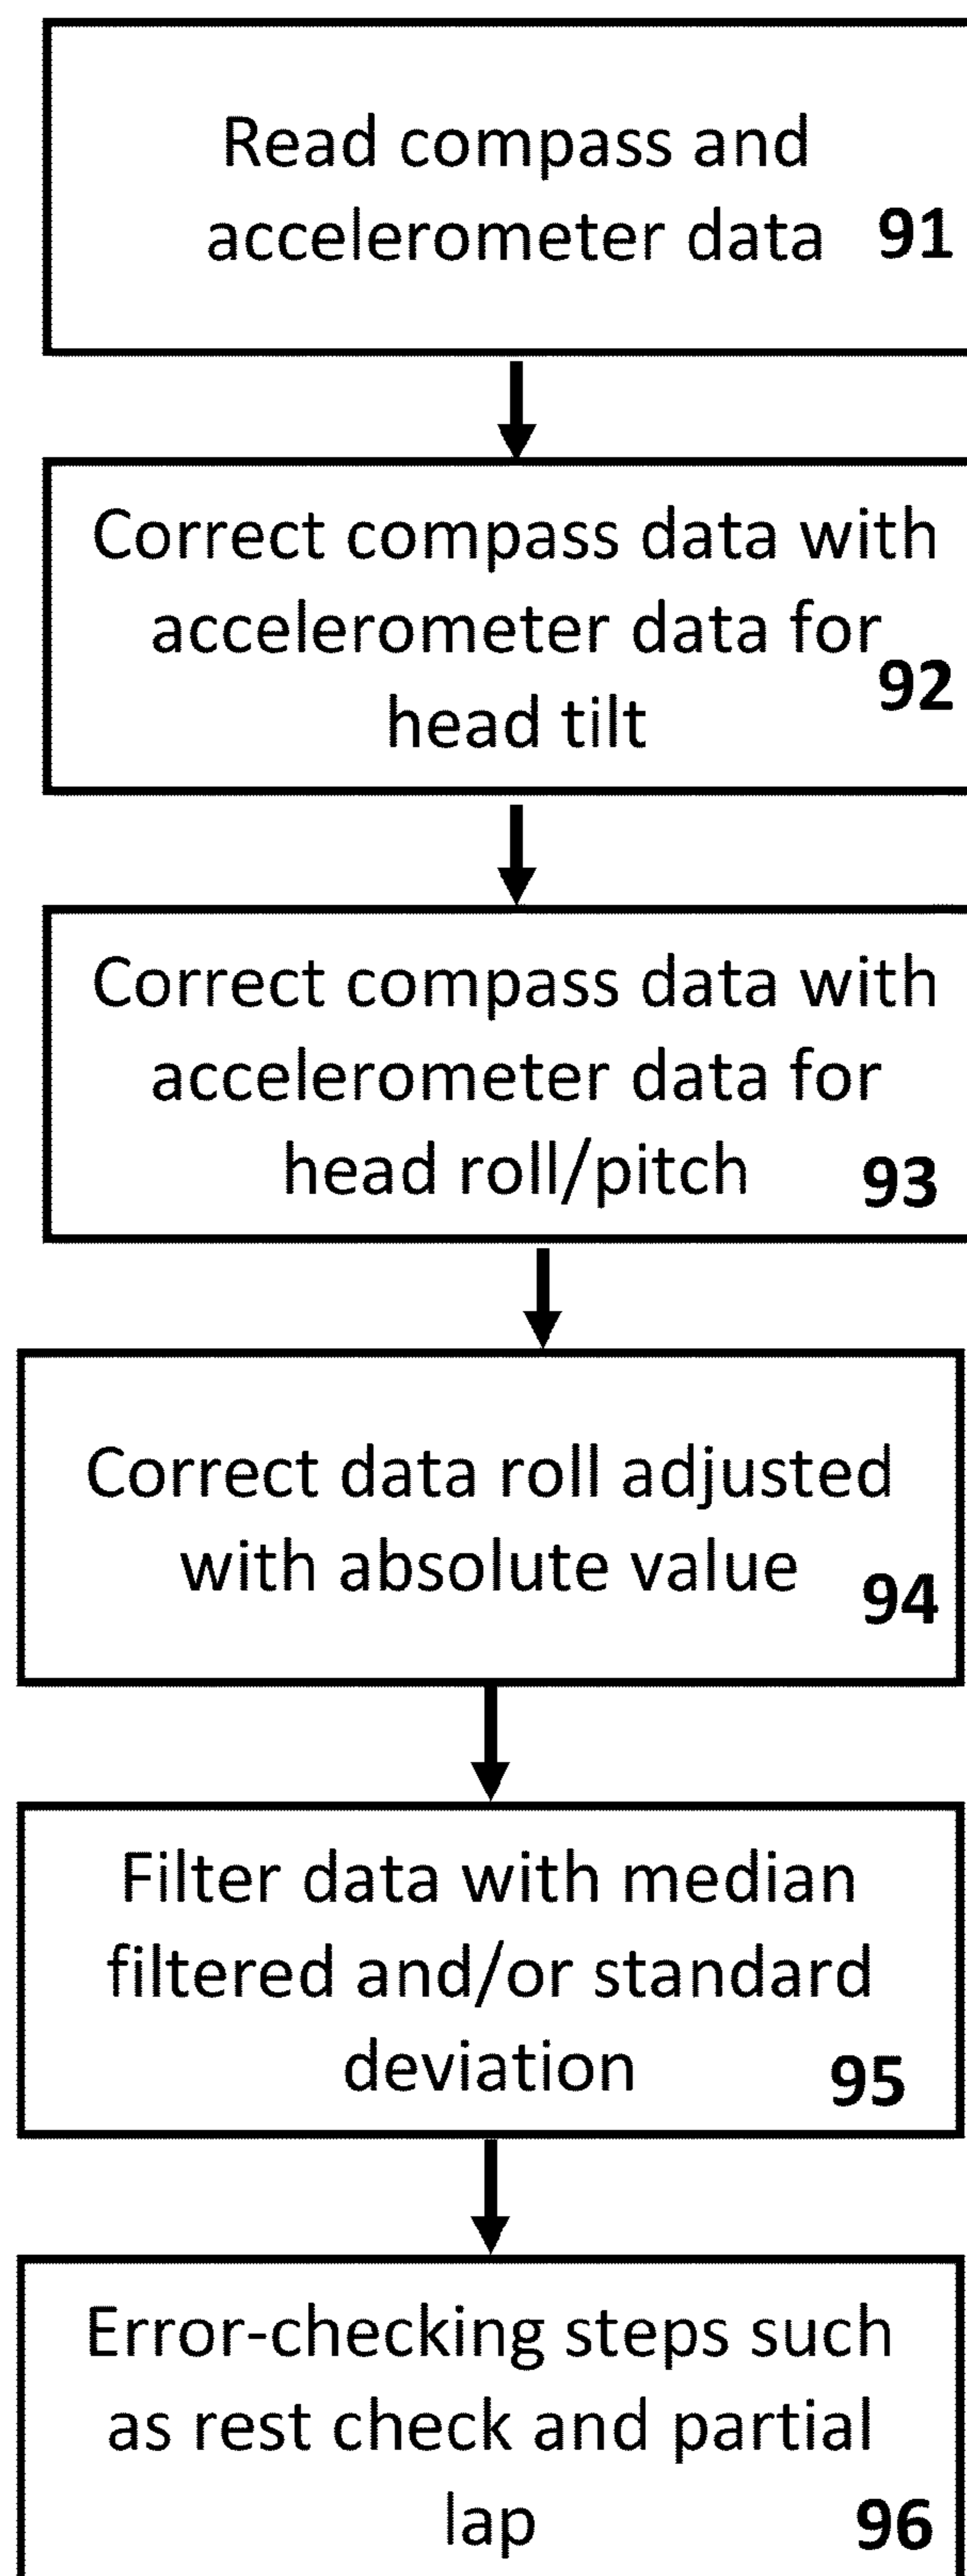 Read compass and
accelerometer data 91
Correct compass data with
accelerometer data for
92
head tilt
Correct compass data with
accelerometer data for
head roll/pitch 93
Correct data roll adjusted
with absolute value 94
Filter data with median
filtered and/or standard
deviation 95
Error-checking steps such
as rest check and partial
lap 96